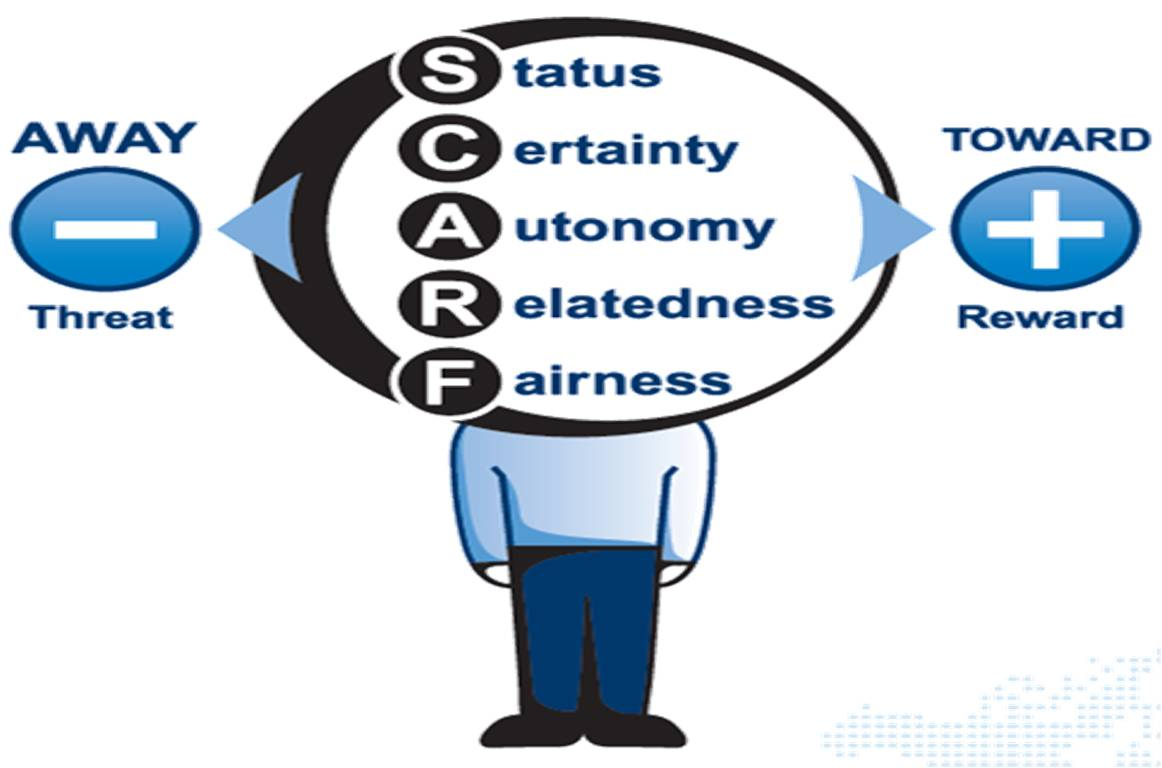 Status
Certainty
Autonomy
Relatedness
Fairness
AWAY
Threat
TOWARD
Reward